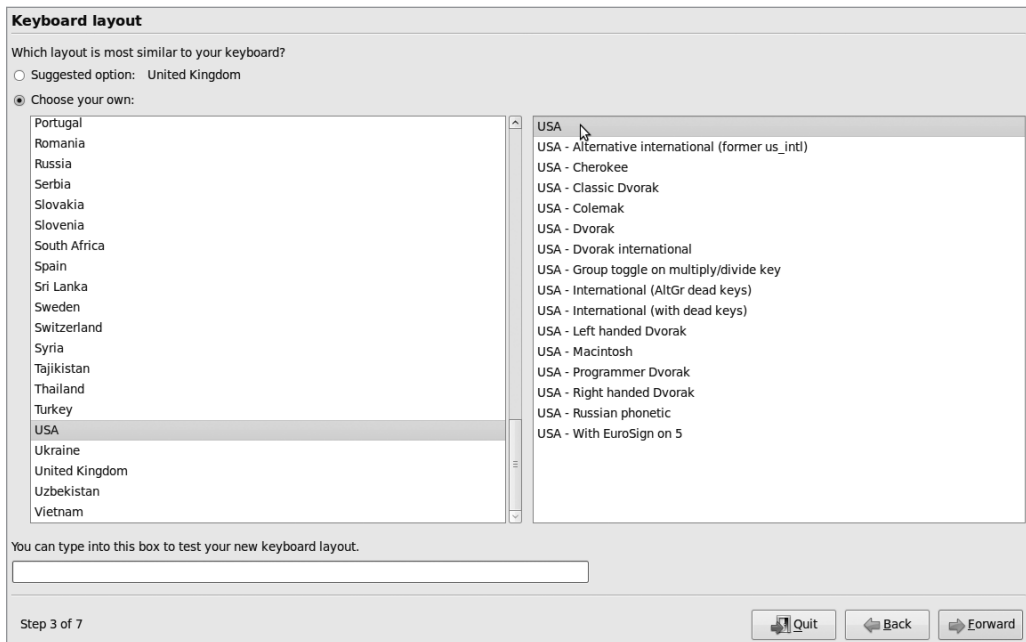 Keyboard layout
Which layout is most similar to your keyboard?
Suggested option: United Kingdom
Choose your own:
Portugal
Romania
Russia
Serbia
Slovakia
Slovenia
South Africa
Spain
Sri Lanka
Sweden
Switzerland
Syria
Tajikistan
Thailand
Turkey
USA
Ukraine
United Kingdom
Uzbekistan
Vietnam
USA
USA - Alternative international (former us_intl)
USA - Cherokee
USA - Classic Dvorak
USA - Colemak
USA - Dvorak
USA - Dvorak international
USA - Group toggle on multiply/divide key
USA - International (AltGr dead keys)
USA - International (with dead keys)
USA - Left handed Dvorak
USA - Macintosh
USA - Programmer Dvorak
USA - Right handed Dvorak
USA - Russian phonetic
USA - With EuroSign on 5
You can type into this box to test your new keyboard layout.
Step 3 of 7
Quit
Back
Forward